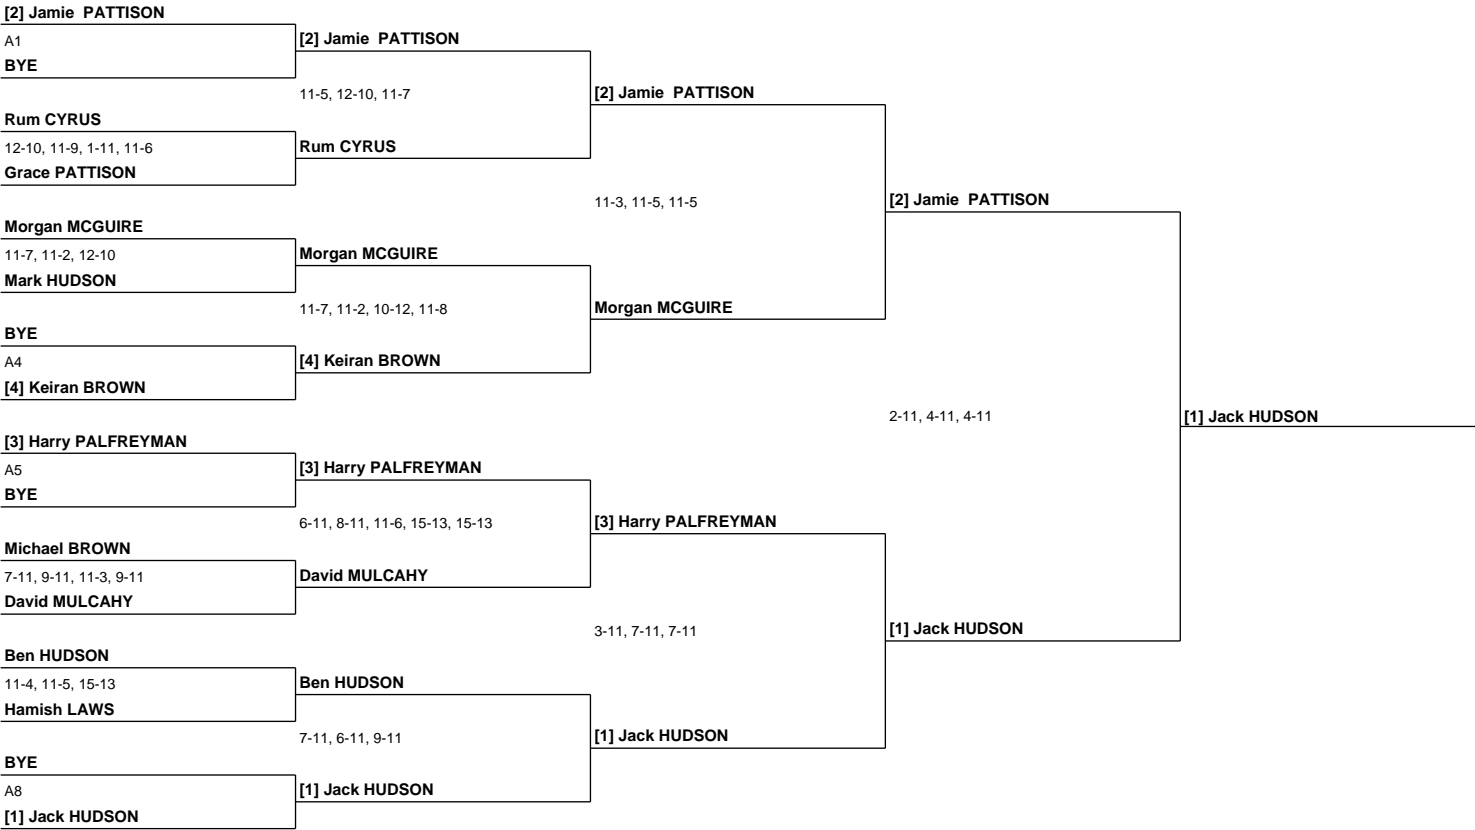 [2] Jamie  PATTISON
A1
BYE
Rum CYRUS
12-10, 11-9, 1-11, 11-6
Grace PATTISON
Morgan MCGUIRE
11-7, 11-2, 12-10
Mark HUDSON
BYE
A4
[4] Keiran BROWN
[3] Harry PALFREYMAN
A5
BYE
Michael BROWN
7-11, 9-11, 11-3, 9-11
David MULCAHY
Ben HUDSON
11-4, 11-5, 15-13
Hamish LAWS
BYE
A8
[1] Jack HUDSON
[2] Jamie  PATTISON
11-5, 12-10, 11-7
Rum CYRUS
Morgan MCGUIRE
11-7, 11-2, 10-12, 11-8
[4] Keiran BROWN
[3] Harry PALFREYMAN
6-11, 8-11, 11-6, 15-13, 15-13
David MULCAHY
Ben HUDSON
7-11, 6-11, 9-11
[1] Jack HUDSON
[2] Jamie  PATTISON
11-3, 11-5, 11-5
Morgan MCGUIRE
[3] Harry PALFREYMAN
3-11, 7-11, 7-11
[1] Jack HUDSON
[2] Jamie  PATTISON
2-11, 4-11, 4-11
[1] Jack HUDSON
[1] Jack HUDSON